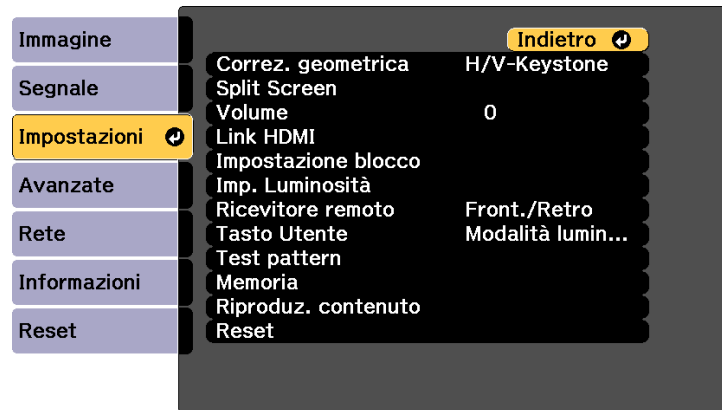 Immagine
Segnale
Impostazioni
Avanzate
Rete
Informazioni
Reset
Indietro
Correz. geometrica H/V-Keystone
Split Screen
Volume 0
Link HDMI
Impostazione blocco
Imp. Luminosità
Ricevitore remoto Front./Retro
Tasto Utente Modalità lumin...
Test pattern
Memoria
Riproduz. contenuto
Reset